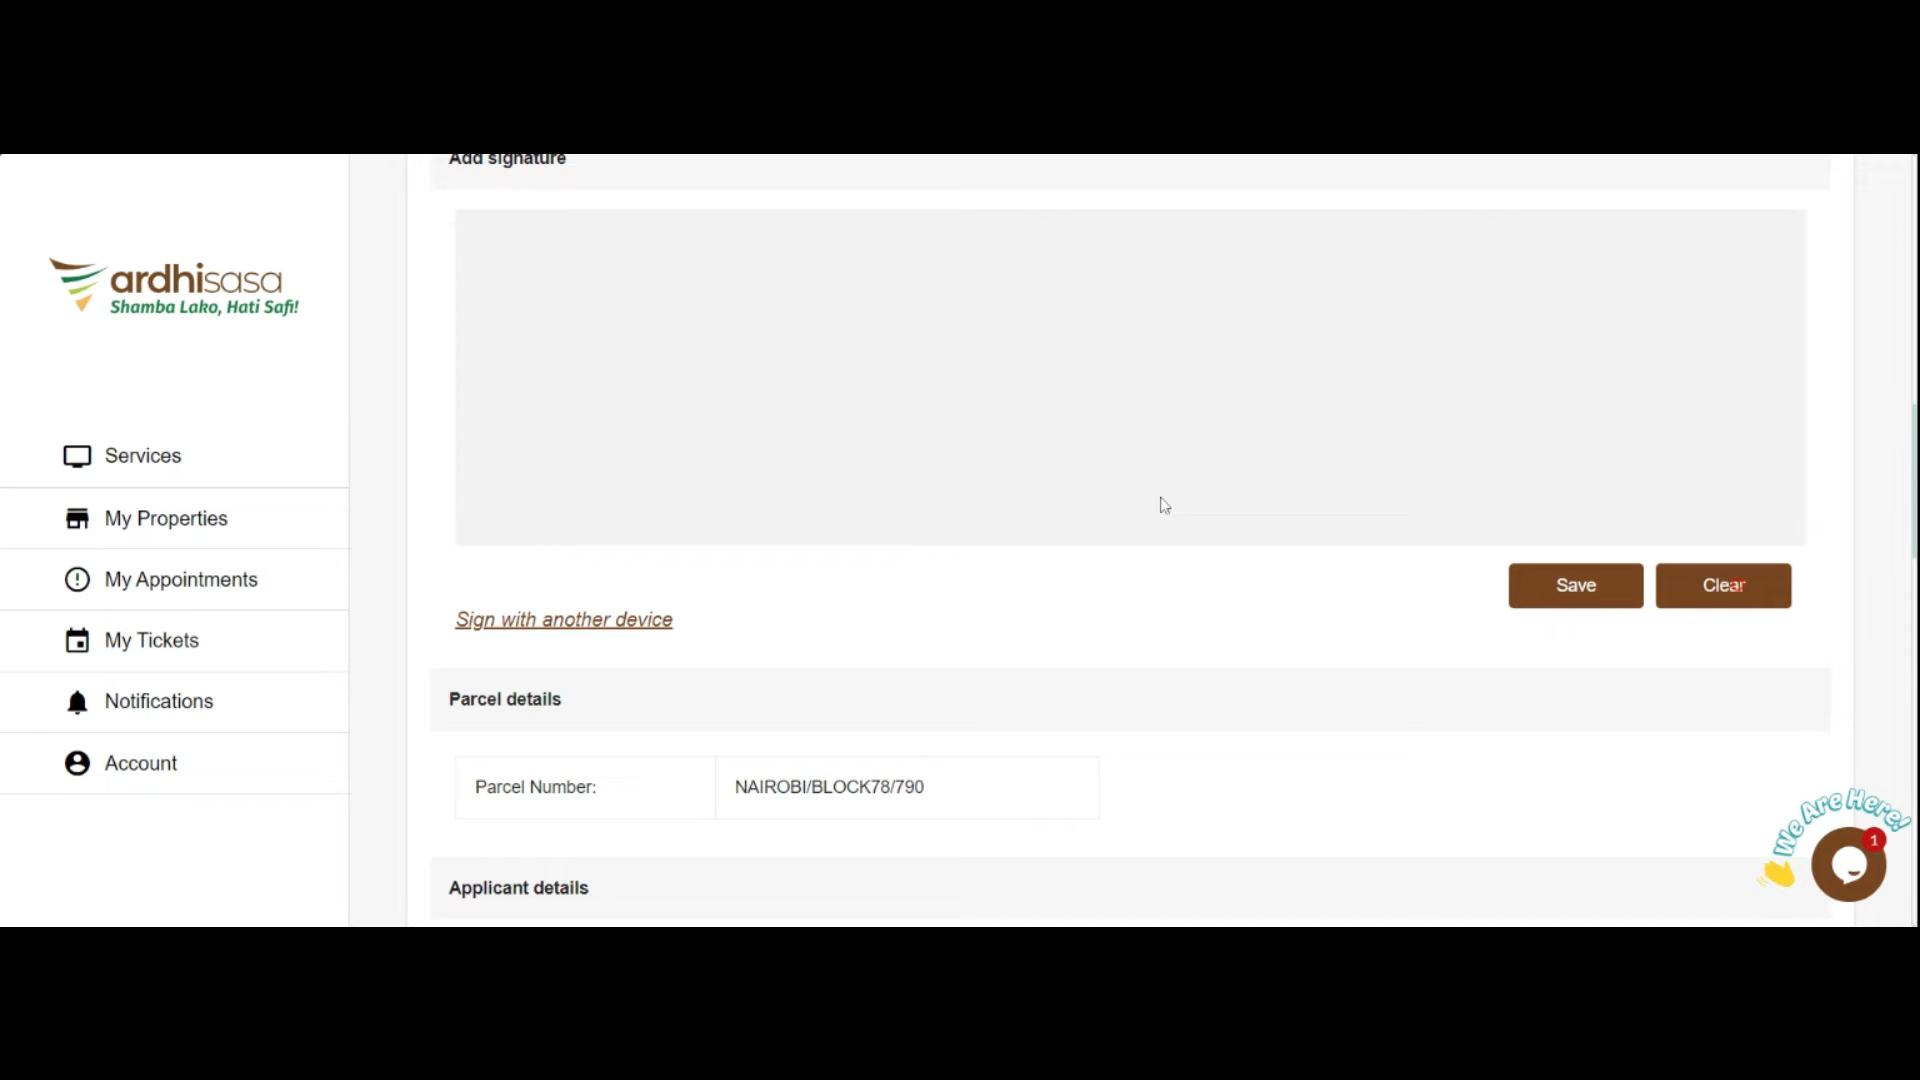 Add signature
ardhisasa
Shamba Lako, Hati Safi!
Services
My Properties
My Appointments
My Tickets
Notifications
Account
Save
Clear
Sign with another device
Parcel details
Parcel Number:
NAIROBI/BLOCK78/790
Applicant details
We Are Here!
1